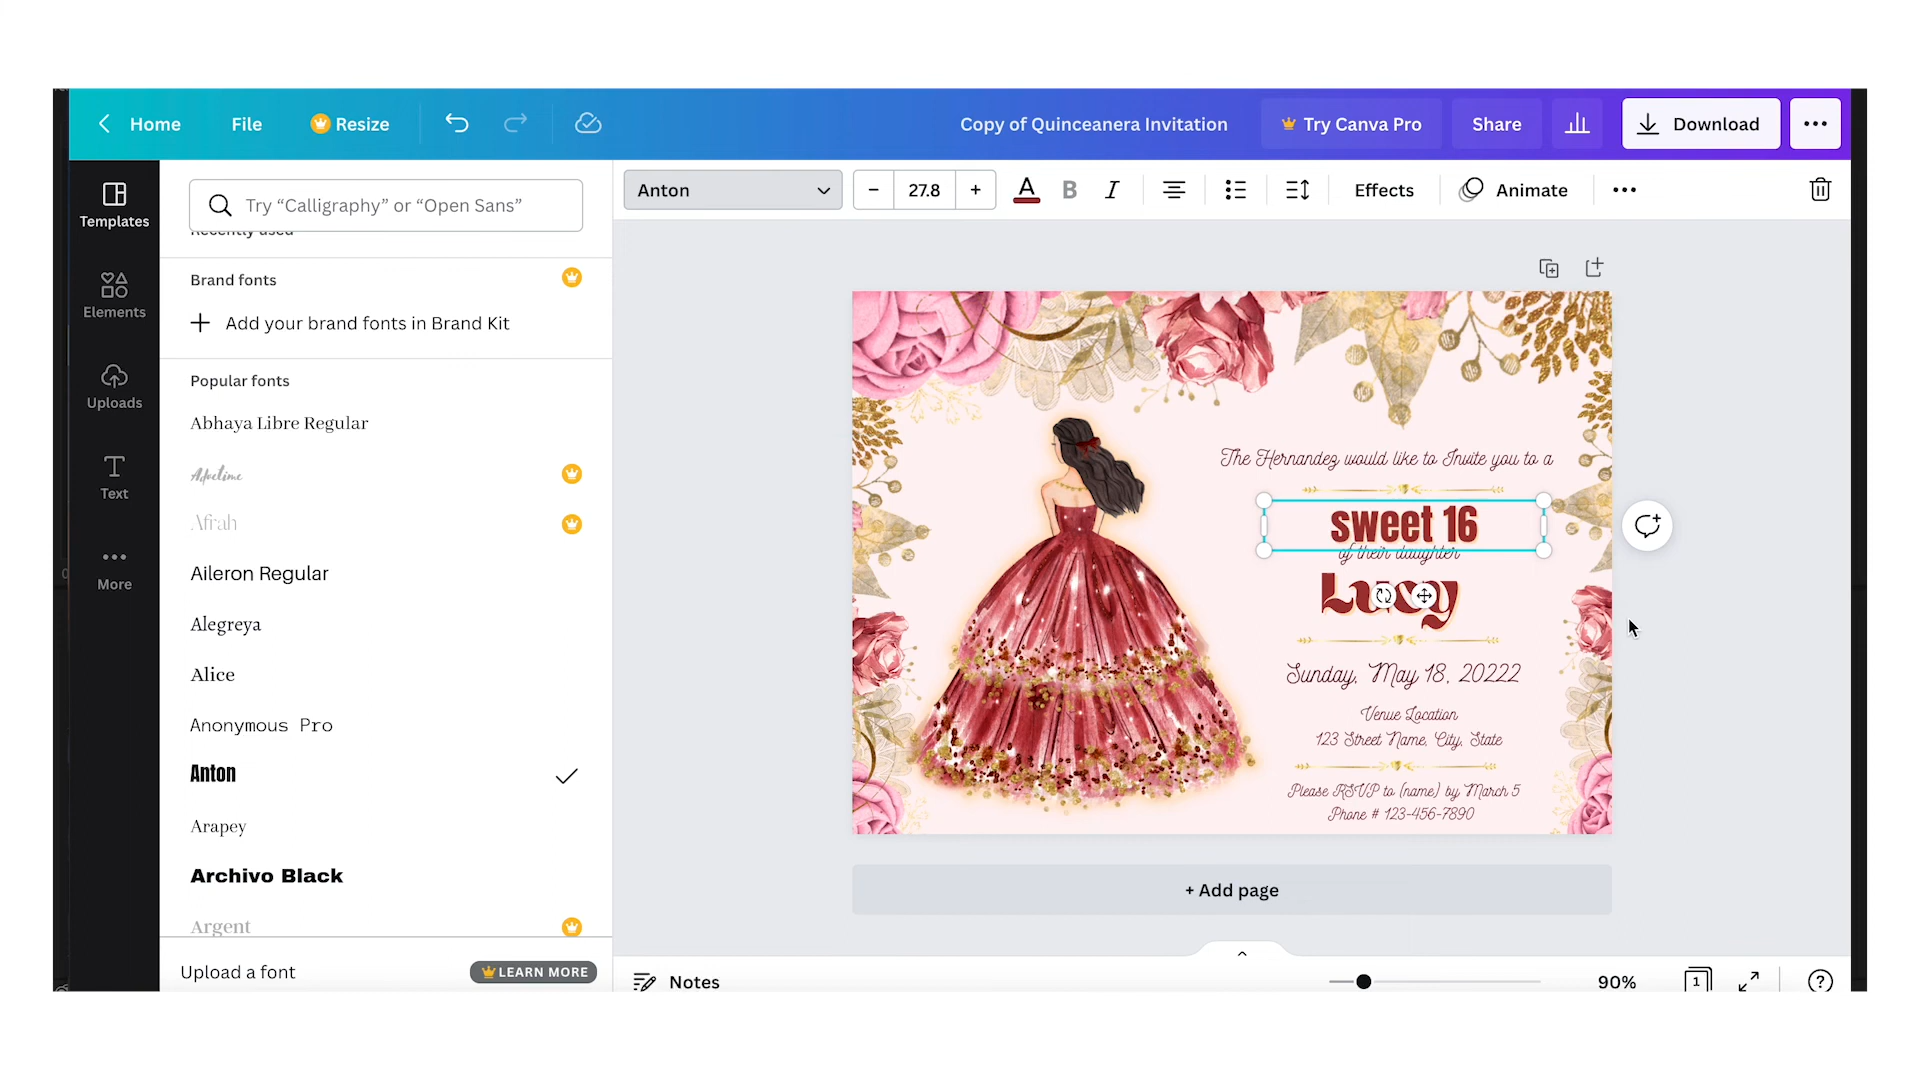 Home File Resize Copy of Quinceanera Invitation Try Canva Pro Share Download
Templates
Elements
Uploads
Text
More
Try “Calligraphy” or “Open Sans”
Recently used
Brand fonts
Add your brand fonts in Brand Kit
Popular fonts
Abhaya Libre Regular
Advetime
Afrah
Aileron Regular
Alegreya
Alice
Anonymous Pro
Anton
Arapey
Archivo Black
Argent
Upload a font LEARN MORE
Anton - 27.8 + A B I Effects Animate
The Hernandez would like to Invite you to a
sweet 16
of their daughter
Lucy
Sunday, May 18, 20222
Venue Location
123 Street Name, City, State
Please RSVP to (name) by March 5
Phone # 123-456-7890
+ Add page
Notes 90% 1 ?